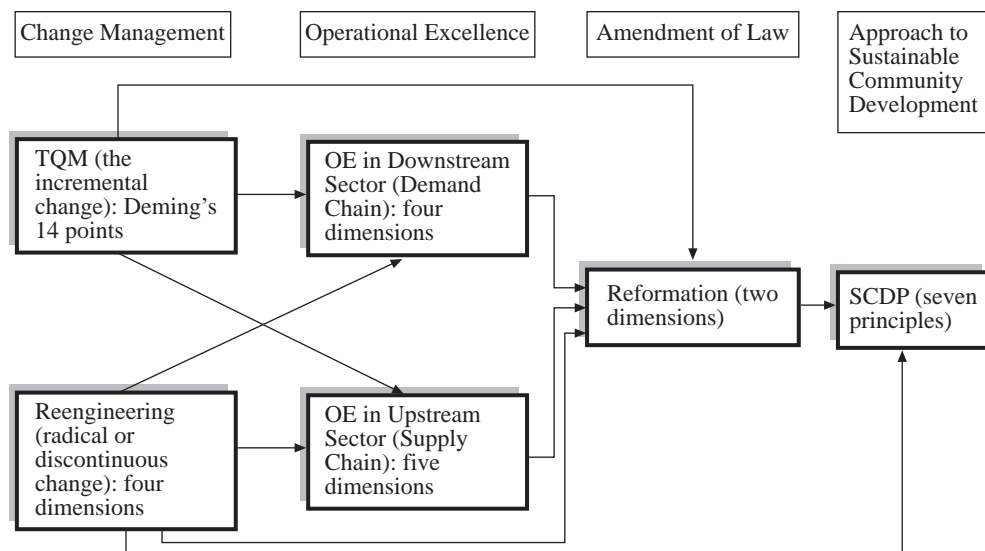 Change Management
Operational Excellence
Amendment of Law
Approach to
Sustainable
Community
Development
TQM (the
incremental
change): Deming’s
14 points
OE in Downstream
Sector (Demand
Chain): four
dimensions
Reformation (two
dimensions)
SCDP (seven
principles)
Reengineering
(radical or
discontinuous
change): four
dimensions
OE in Upstream
Sector (Supply
Chain): five
dimensions